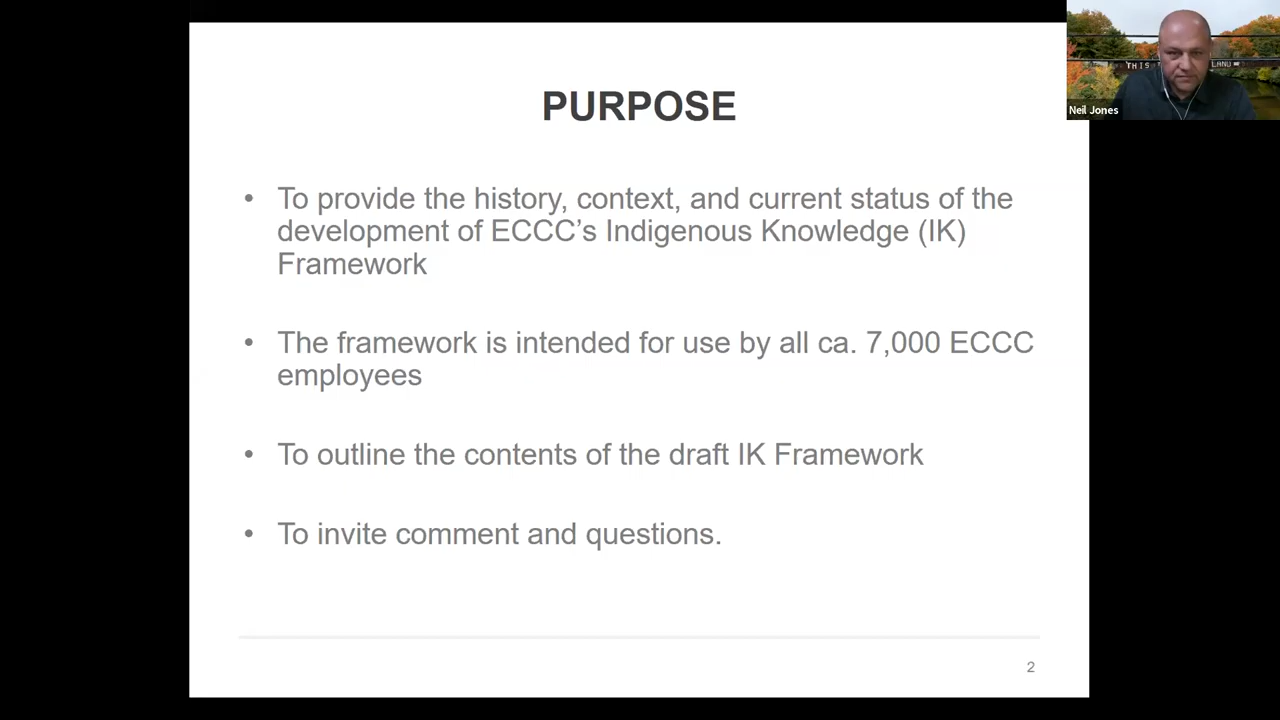 PURPOSE
• To provide the history, context, and current status of the
development of ECCC’s Indigenous Knowledge (IK)
Framework
• The framework is intended for use by all ca. 7,000 ECCC
employees
• To outline the contents of the draft IK Framework
• To invite comment and questions.
2
THIS LAND
Neil Jones